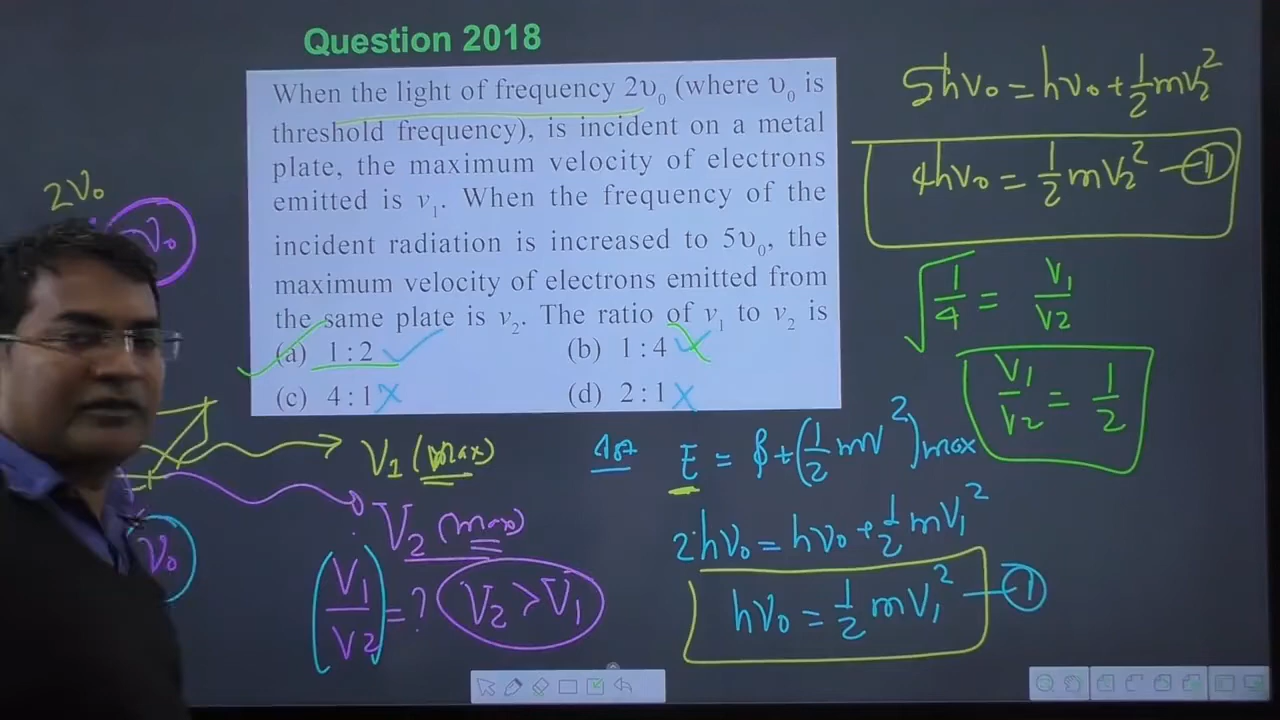 Question 2018
When the light of frequency 2υ₀ (where υ₀ is
threshold frequency), is incident on a metal
plate, the maximum velocity of electrons
emitted is v₁. When the frequency of the
incident radiation is increased to 5υ₀, the
maximum velocity of electrons emitted from
the same plate is v₂. The ratio of v₁ to v₂ is
(a) 1 : 2 (b) 1 : 4
(c) 4 : 1 (d) 2 : 1
2ν₀
ν₀
V₁ (max)
V₂ (max)
ν₀
V₁/V₂ = ? V₂ > V₁
E = ϕ + (½mv²)max
2hν₀ = hν₀ + ½mV₁²
hν₀ = ½mV₁² — ①
5hν₀ = hν₀ + ½mV₂²
4hν₀ = ½mV₂² — ⑪
√1/4 = V₁/V₂
V₁/V₂ = 1/2